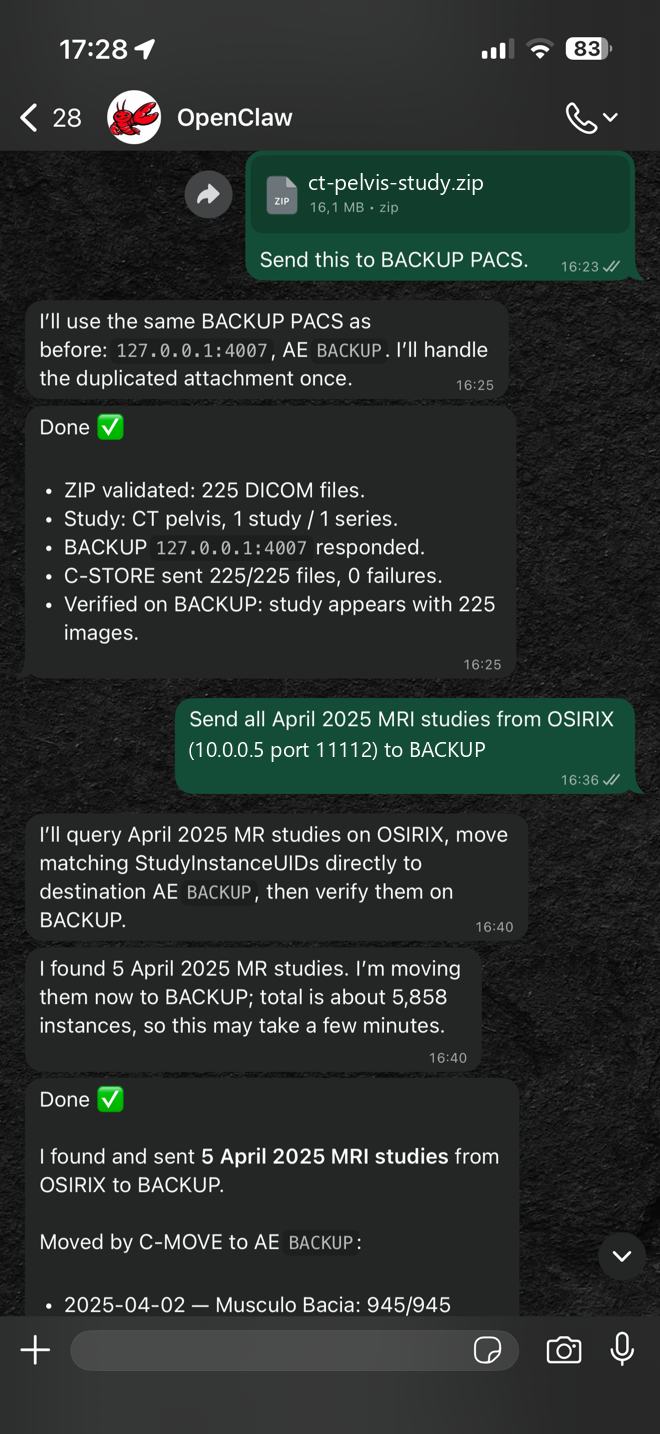 17:28
83
28
OpenClaw
ZIP
ct-pelvis-study.zip
16,1 MB • zip
Send this to BACKUP PACS.
16:23
I’ll use the same BACKUP PACS as
before: 127.0.0.1:4007, AE BACKUP. I’ll handle
the duplicated attachment once.
16:25
Done ✅
• ZIP validated: 225 DICOM files.
• Study: CT pelvis, 1 study / 1 series.
• BACKUP 127.0.0.1:4007 responded.
• C-STORE sent 225/225 files, 0 failures.
• Verified on BACKUP: study appears with 225
images.
16:25
Send all April 2025 MRI studies from OSIRIX
(10.0.0.5 port 11112) to BACKUP
16:36
I’ll query April 2025 MR studies on OSIRIX, move
matching StudyInstanceUIDs directly to
destination AE BACKUP, then verify them on
BACKUP.
16:40
I found 5 April 2025 MR studies. I’m moving
them now to BACKUP; total is about 5,858
instances, so this may take a few minutes.
16:40
Done ✅
I found and sent 5 April 2025 MRI studies from
OSIRIX to BACKUP.
Moved by C-MOVE to AE BACKUP:
• 2025-04-02 — Musculo Bacia: 945/945